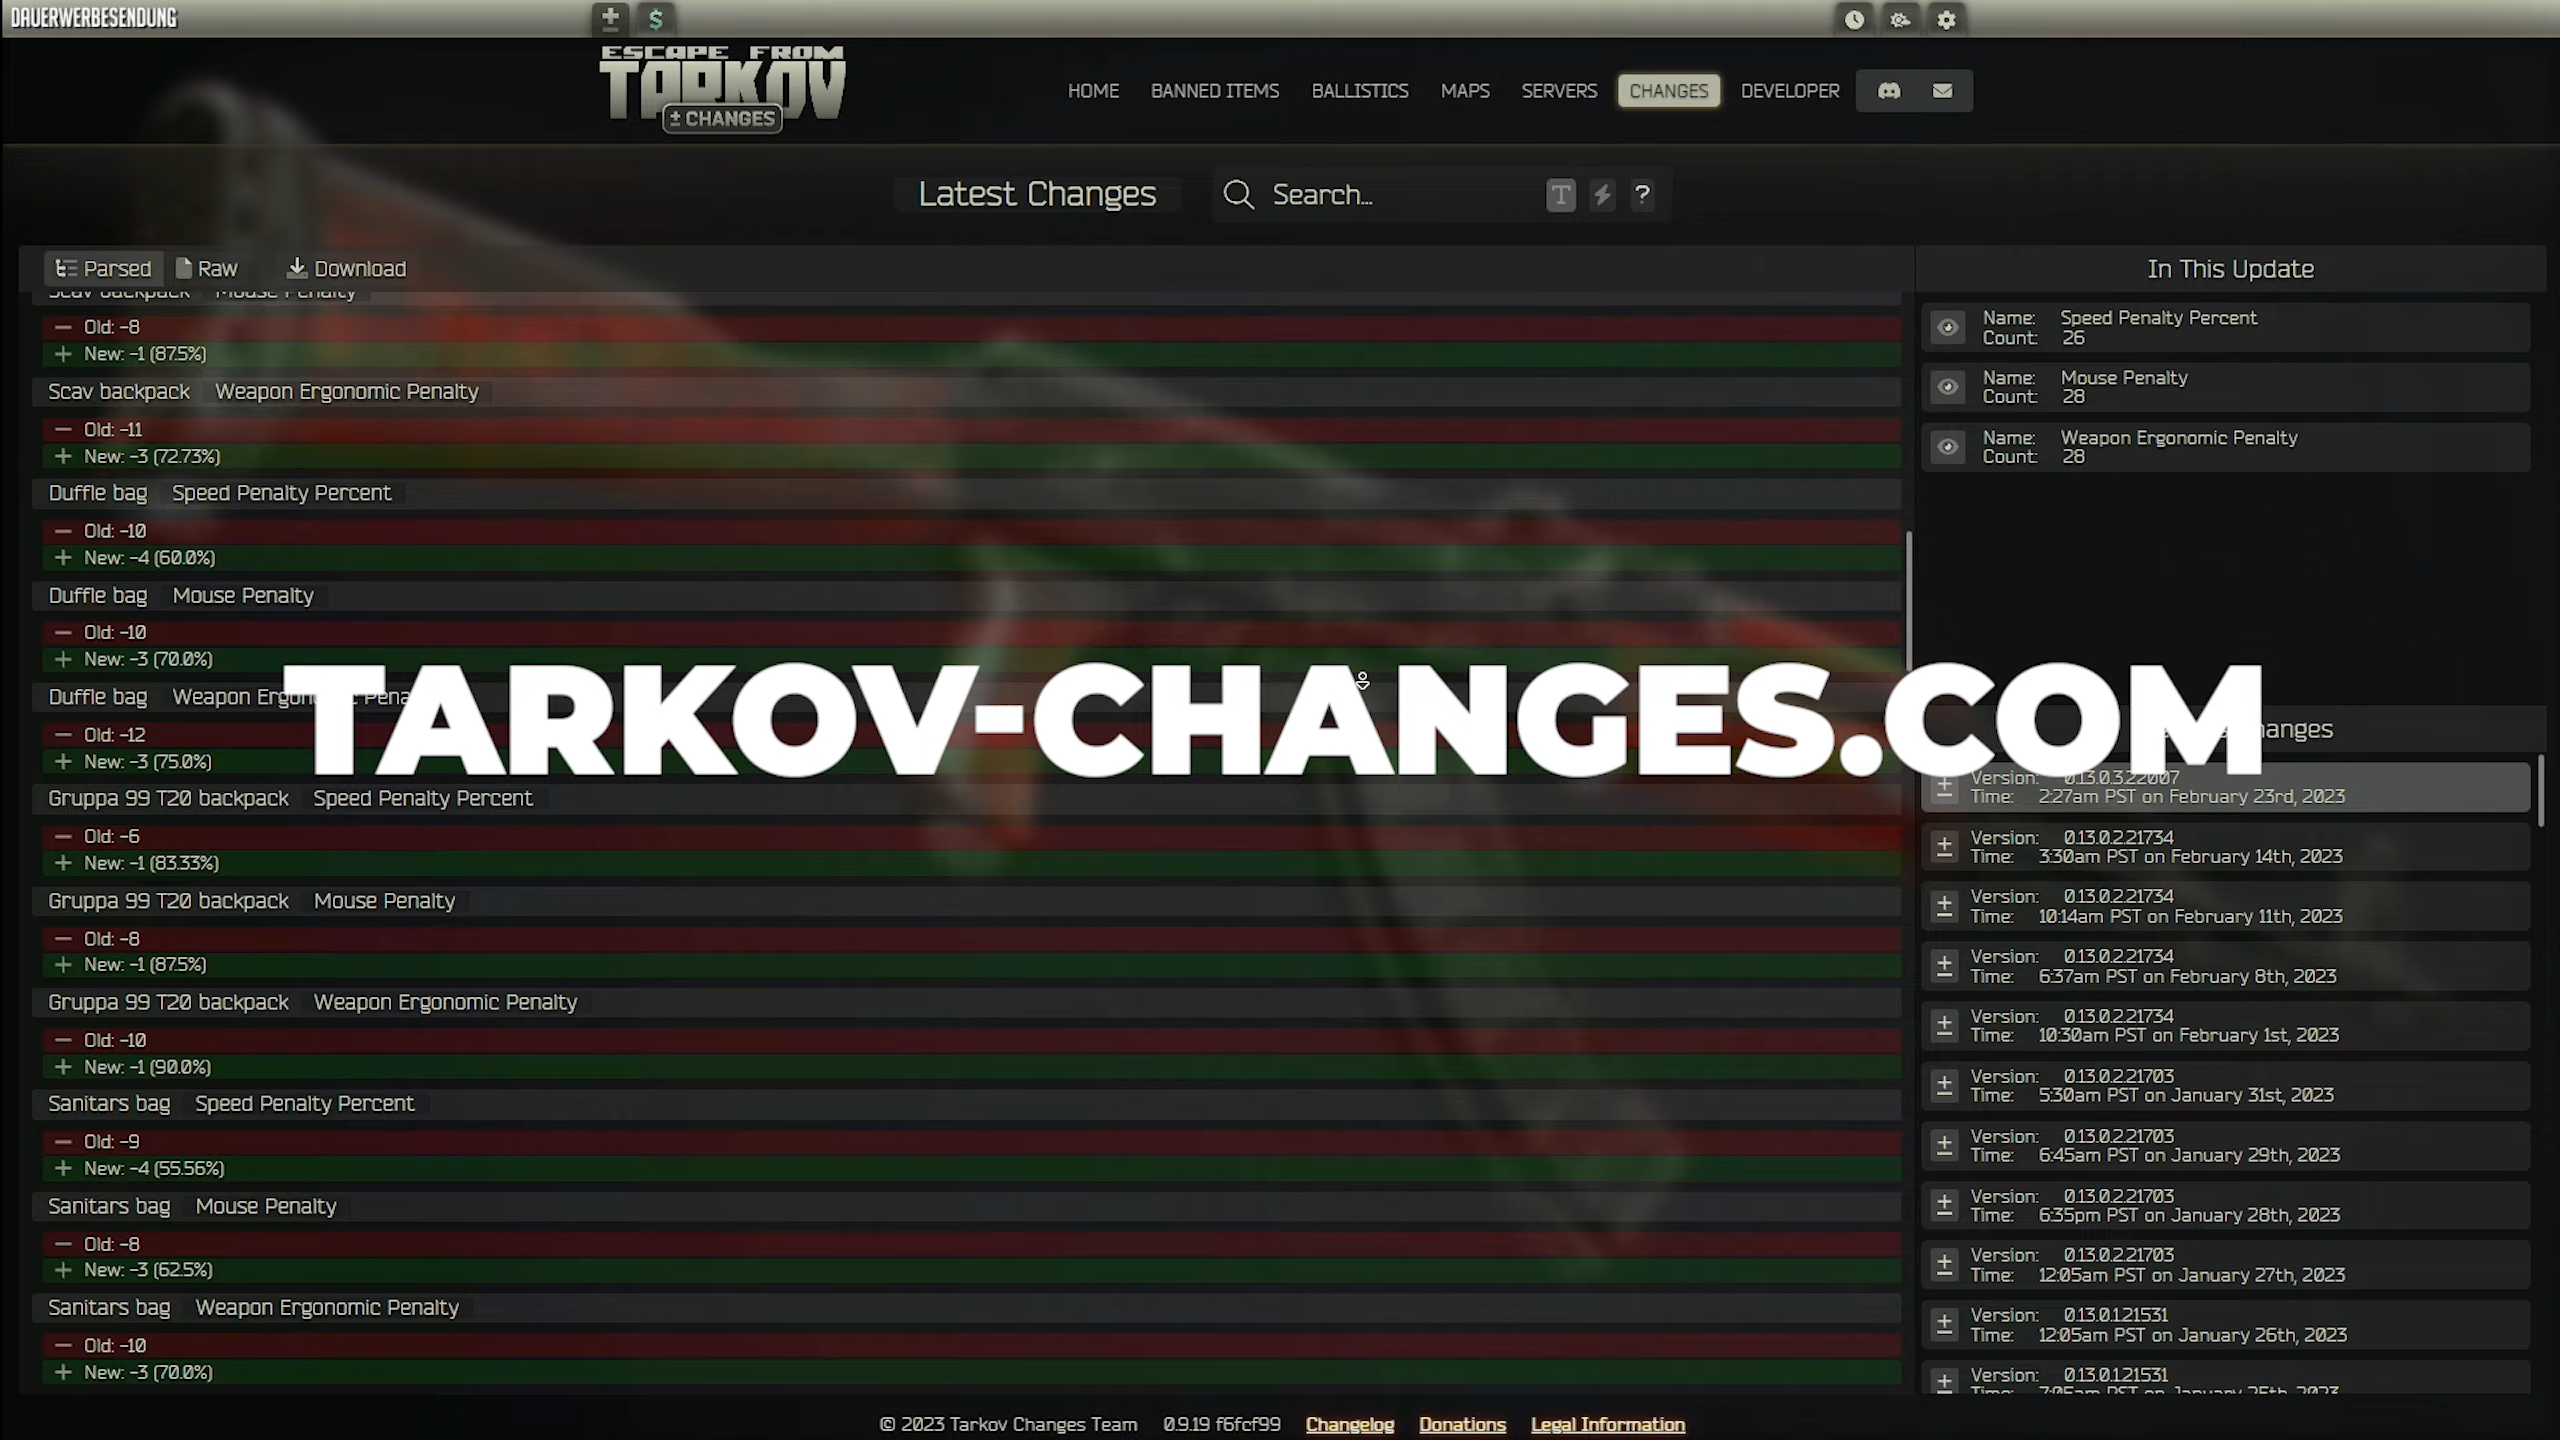 DAUERWERBESENDUNG
ESCAPE FROM
TARKOV
± CHANGES
HOME BANNED ITEMS BALLISTICS MAPS SERVERS CHANGES DEVELOPER
Latest Changes Search... T ?
Parsed Raw Download
Scav backpack Mouse Penalty
— Old: -8
+ New: -1 (87.5%)
Scav backpack Weapon Ergonomic Penalty
— Old: -11
+ New: -3 (72.73%)
Duffle bag Speed Penalty Percent
— Old: -10
+ New: -4 (60.0%)
Duffle bag Mouse Penalty
— Old: -10
+ New: -3 (70.0%)
Duffle bag Weapon
— Old: -12
+ New: -3 (75.0%)
Gruppa 99 T20 backpack Speed Penalty Percent
— Old: -6
+ New: -1 (83.33%)
Gruppa 99 T20 backpack Mouse Penalty
— Old: -8
+ New: -1 (87.5%)
Gruppa 99 T20 backpack Weapon Ergonomic Penalty
— Old: -10
+ New: -1 (90.0%)
Sanitars bag Speed Penalty Percent
— Old: -9
+ New: -4 (55.56%)
Sanitars bag Mouse Penalty
— Old: -8
+ New: -3 (62.5%)
Sanitars bag Weapon Ergonomic Penalty
— Old: -10
+ New: -3 (70.0%)
TARKOV-CHANGES.COM
In This Update
Name: Speed Penalty Percent
Count: 26
Name: Mouse Penalty
Count: 28
Name: Weapon Ergonomic Penalty
Count: 28
Version: 0.13.0.3.22007
Time: 2:27am PST on February 23rd, 2023
Version: 0.13.0.2.21734
Time: 3:30am PST on February 14th, 2023
Version: 0.13.0.2.21734
Time: 10:14am PST on February 11th, 2023
Version: 0.13.0.2.21734
Time: 6:37am PST on February 8th, 2023
Version: 0.13.0.2.21734
Time: 10:30am PST on February 1st, 2023
Version: 0.13.0.2.21703
Time: 5:30am PST on January 31st, 2023
Version: 0.13.0.2.21703
Time: 6:45am PST on January 29th, 2023
Version: 0.13.0.2.21703
Time: 6:35pm PST on January 28th, 2023
Version: 0.13.0.2.21703
Time: 12:05am PST on January 27th, 2023
Version: 0.13.0.1.21531
Time: 12:05am PST on January 26th, 2023
Version: 0.13.0.1.21531
© 2023 Tarkov Changes Team 0.9.19 f6fcf99 Changelog Donations Legal Information